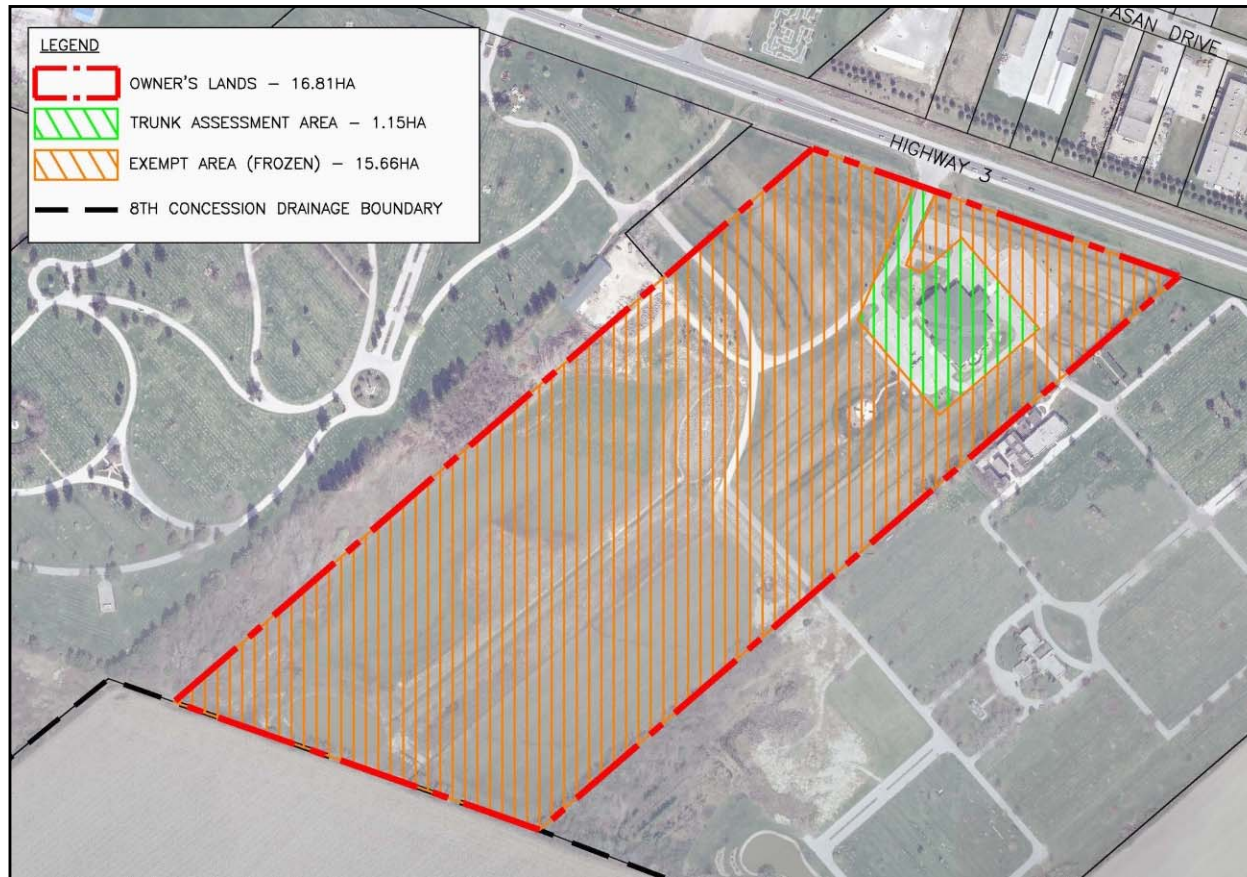 LEGEND
OWNER'S LANDS – 16.81HA
TRUNK ASSESSMENT AREA – 1.15HA
EXEMPT AREA (FROZEN) – 15.66HA
8TH CONCESSION DRAINAGE BOUNDARY
PASAN DRIVE
HIGHWAY 3